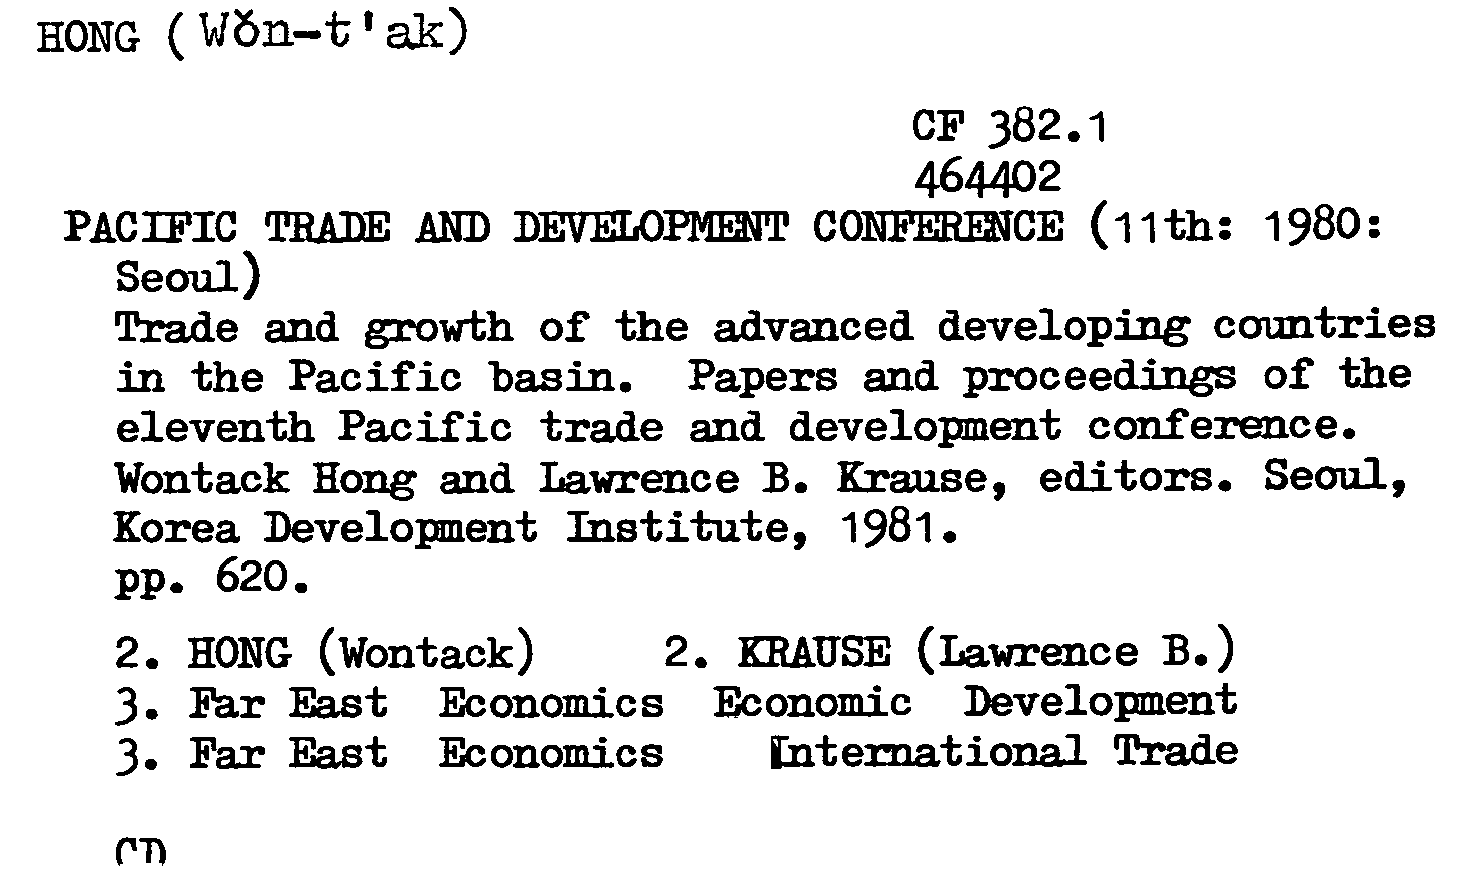 HONG (Wŏn-t'ak)
CF 382.1
464402
PACIFIC TRADE AND DEVELOPMENT CONFERENCE (11th: 1980:
Seoul)
Trade and growth of the advanced developing countries
in the Pacific basin. Papers and proceedings of the
eleventh Pacific trade and development conference.
Wontack Hong and Lawrence B. Krause, editors. Seoul,
Korea Development Institute, 1981.
pp. 620.
2. HONG (Wontack) 2. KRAUSE (Lawrence B.)
3. Far East Economics Economic Development
3. Far East Economics International Trade
CD